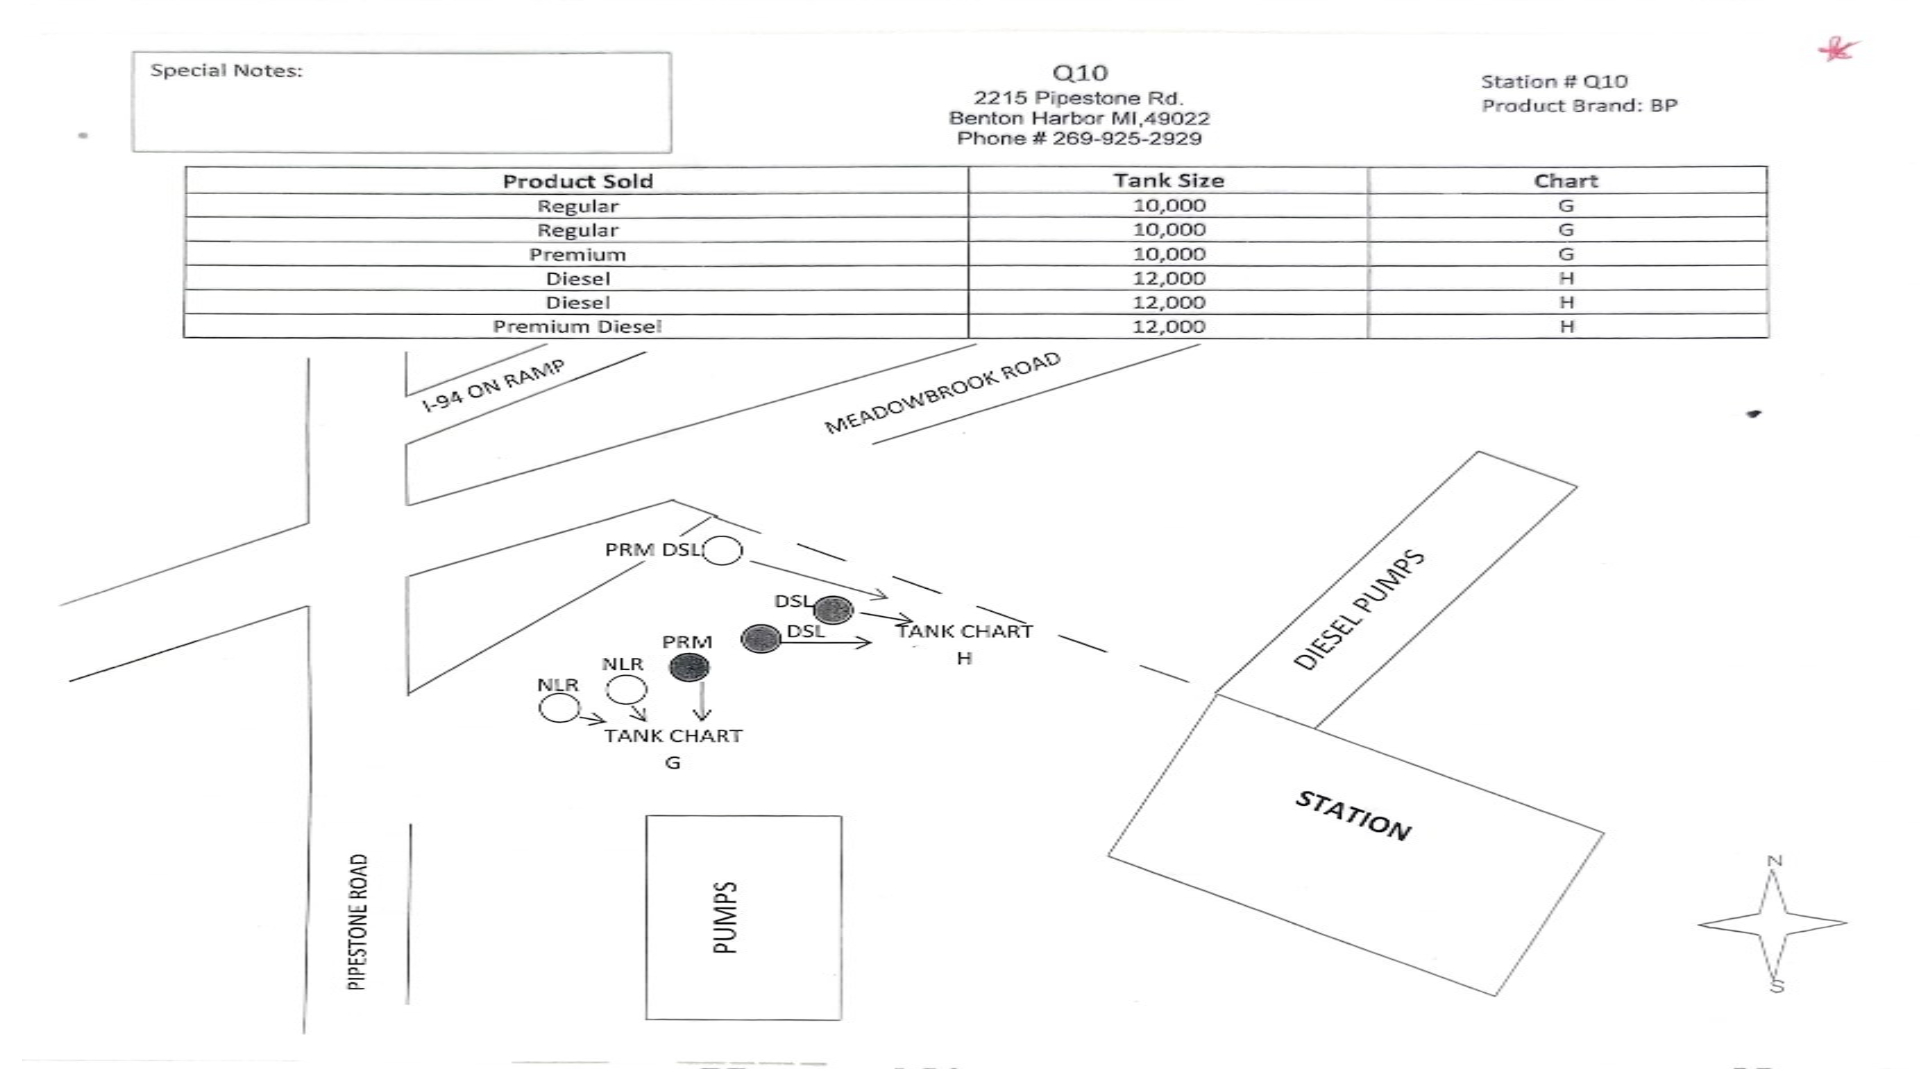 Special Notes:
Q10
2215 Pipestone Rd.
Benton Harbor MI,49022
Phone # 269-925-2929
Station # Q10
Product Brand: BP
Product Sold Tank Size Chart
Regular 10,000 G
Regular 10,000 G
Premium 10,000 G
Diesel 12,000 H
Diesel 12,000 H
Premium Diesel 12,000 H
I-94 ON RAMP
MEADOWBROOK ROAD
PRM DSL
DSL
DSL
TANK CHART
H
PRM
NLR
NLR
TANK CHART
G
DIESEL PUMPS
STATION
PIPESTONE ROAD
PUMPS
N
S